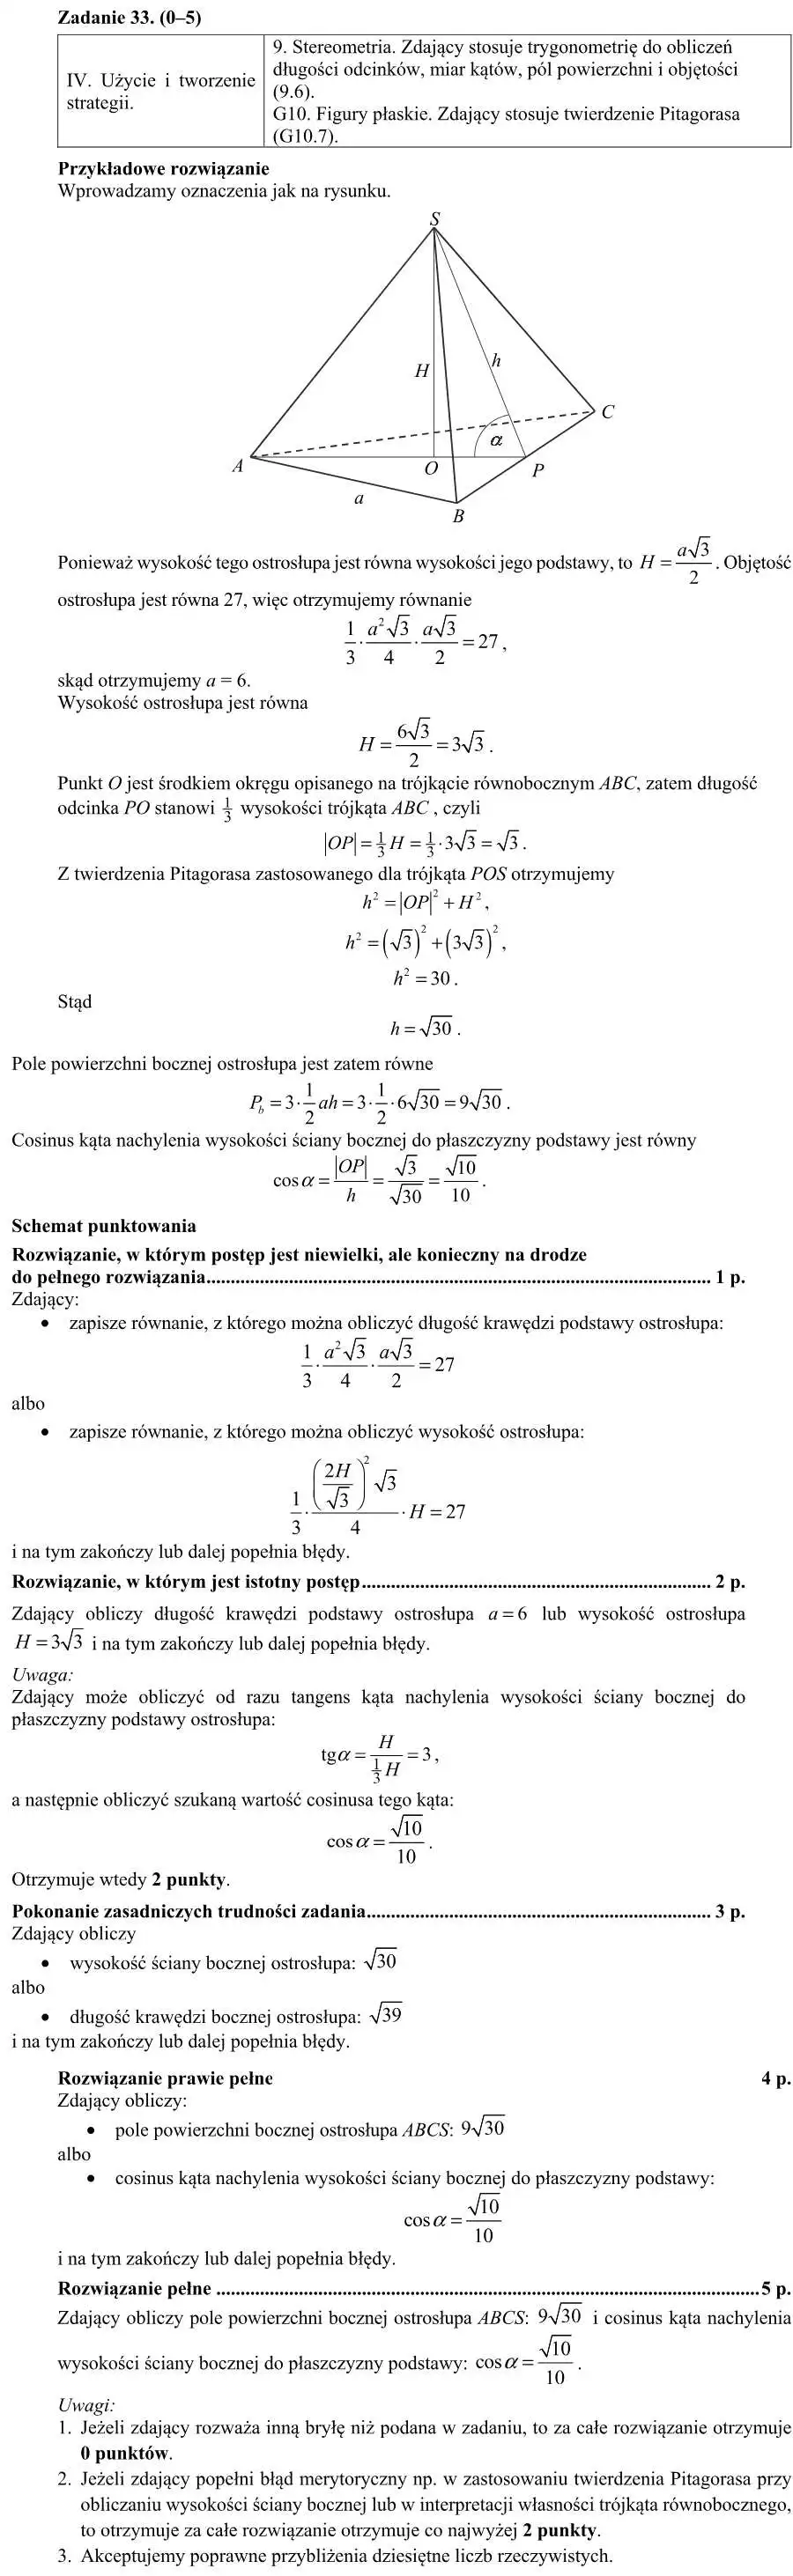 Zadanie 33. (0–5)
IV. Użycie i tworzenie strategii.
9. Stereometria. Zdający stosuje trygonometrię do obliczeń
długości odcinków, miar kątów, pól powierzchni i objętości
(9.6).
G10. Figury płaskie. Zdający stosuje twierdzenie Pitagorasa
(G10.7).
Przykładowe rozwiązanie
Wprowadzamy oznaczenia jak na rysunku.
S
H
h
C
α
A
O
P
a
B
Ponieważ wysokość tego ostrosłupa jest równa wysokości jego podstawy, to H = a√3/2 . Objętość
ostrosłupa jest równa 27, więc otrzymujemy równanie
1/3 · a²√3/4 · a√3/2 = 27 ,
skąd otrzymujemy a = 6.
Wysokość ostrosłupa jest równa
H = 6√3/2 = 3√3 .
Punkt O jest środkiem okręgu opisanego na trójkącie równobocznym ABC, zatem długość
odcinka PO stanowi 1/3 wysokości trójkąta ABC , czyli
|OP| = 1/3 H = 1/3 · 3√3 = √3 .
Z twierdzenia Pitagorasa zastosowanego dla trójkąta POS otrzymujemy
h² = |OP|² + H² ,
h² = (√3)² + (3√3)² ,
h² = 30 .
Stąd
h = √30 .
Pole powierzchni bocznej ostrosłupa jest zatem równe
P_b = 3 · 1/2 ah = 3 · 1/2 · 6√30 = 9√30 .
Cosinus kąta nachylenia wysokości ściany bocznej do płaszczyzny podstawy jest równy
cos α = |OP|/h = √3/√30 = √10/10 .
Schemat punktowania
Rozwiązanie, w którym postęp jest niewielki, ale konieczny na drodze
do pełnego rozwiązania........................................................................................................ 1 p.
Zdający:
• zapisze równanie, z którego można obliczyć długość krawędzi podstawy ostrosłupa:
1/3 · a²√3/4 · a√3/2 = 27
albo
• zapisze równanie, z którego można obliczyć wysokość ostrosłupa:
1/3 · (2H/√3)² √3/4 · H = 27
i na tym zakończy lub dalej popełnia błędy.
Rozwiązanie, w którym jest istotny postęp........................................................................ 2 p.
Zdający obliczy długość krawędzi podstawy ostrosłupa a = 6 lub wysokość ostrosłupa
H = 3√3 i na tym zakończy lub dalej popełnia błędy.
Uwaga:
Zdający może obliczyć od razu tangens kąta nachylenia wysokości ściany bocznej do
płaszczyzny podstawy ostrosłupa:
tg α = H/(1/3 H) = 3 ,
a następnie obliczyć szukaną wartość cosinusa tego kąta:
cos α = √10/10 .
Otrzymuje wtedy 2 punkty.
Pokonanie zasadniczych trudności zadania....................................................................... 3 p.
Zdający obliczy
• wysokość ściany bocznej ostrosłupa: √30
albo
• długość krawędzi bocznej ostrosłupa: √39
i na tym zakończy lub dalej popełnia błędy.
Rozwiązanie prawie pełne 4 p.
Zdający obliczy:
• pole powierzchni bocznej ostrosłupa ABCS: 9√30
albo
• cosinus kąta nachylenia wysokości ściany bocznej do płaszczyzny podstawy:
cos α = √10/10
i na tym zakończy lub dalej popełnia błędy.
Rozwiązanie pełne ................................................................................................................5 p.
Zdający obliczy pole powierzchni bocznej ostrosłupa ABCS: 9√30 i cosinus kąta nachylenia
wysokości ściany bocznej do płaszczyzny podstawy: cos α = √10/10 .
Uwagi:
1. Jeżeli zdający rozważa inną bryłę niż podana w zadaniu, to za całe rozwiązanie otrzymuje
0 punktów.
2. Jeżeli zdający popełni błąd merytoryczny np. w zastosowaniu twierdzenia Pitagorasa przy
obliczaniu wysokości ściany bocznej lub w interpretacji własności trójkąta równobocznego,
to otrzymuje za całe rozwiązanie otrzymuje co najwyżej 2 punkty.
3. Akceptujemy poprawne przybliżenia dziesiętne liczb rzeczywistych.